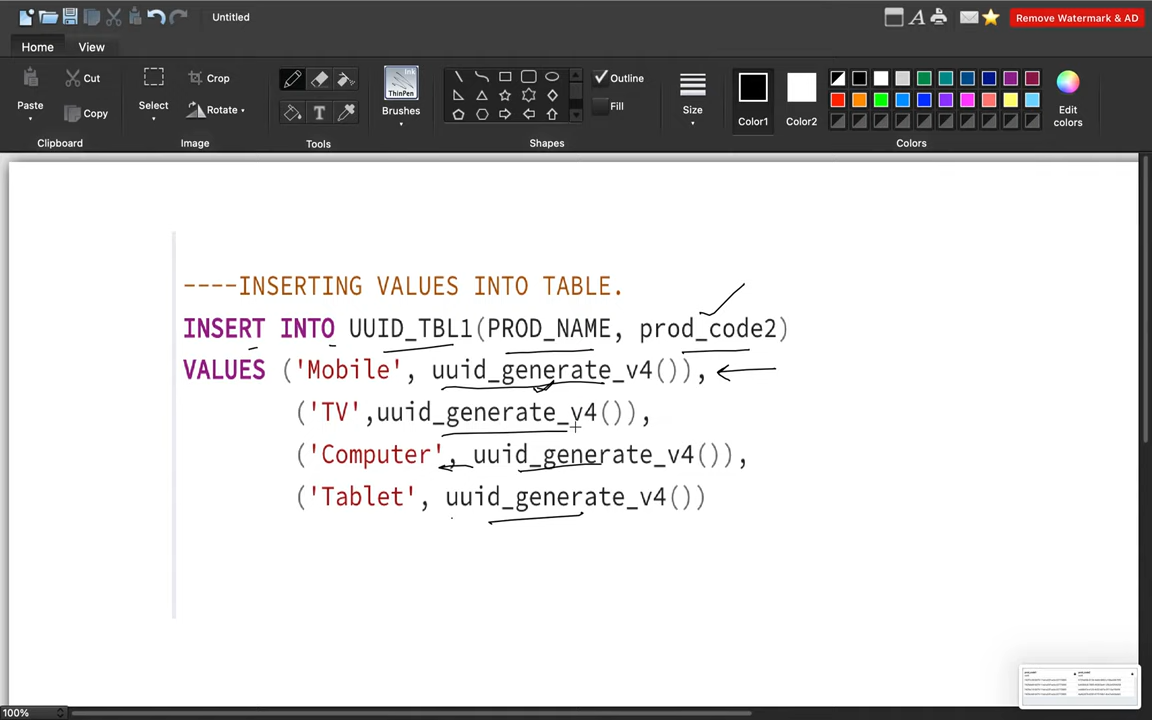 Untitled
Remove Watermark & AD
Home View
Paste
Cut
Copy
Select
Crop
Rotate
Brushes
Ink
ThinPen
Outline
Fill
Size
Color1
Color2
Edit
colors
Clipboard
Image
Tools
Shapes
Colors
----INSERTING VALUES INTO TABLE.
INSERT INTO UUID_TBL1(PROD_NAME, prod_code2)
VALUES ('Mobile', uuid_generate_v4()),
('TV',uuid_generate_v4()),
('Computer', uuid_generate_v4()),
('Tablet', uuid_generate_v4())
100%